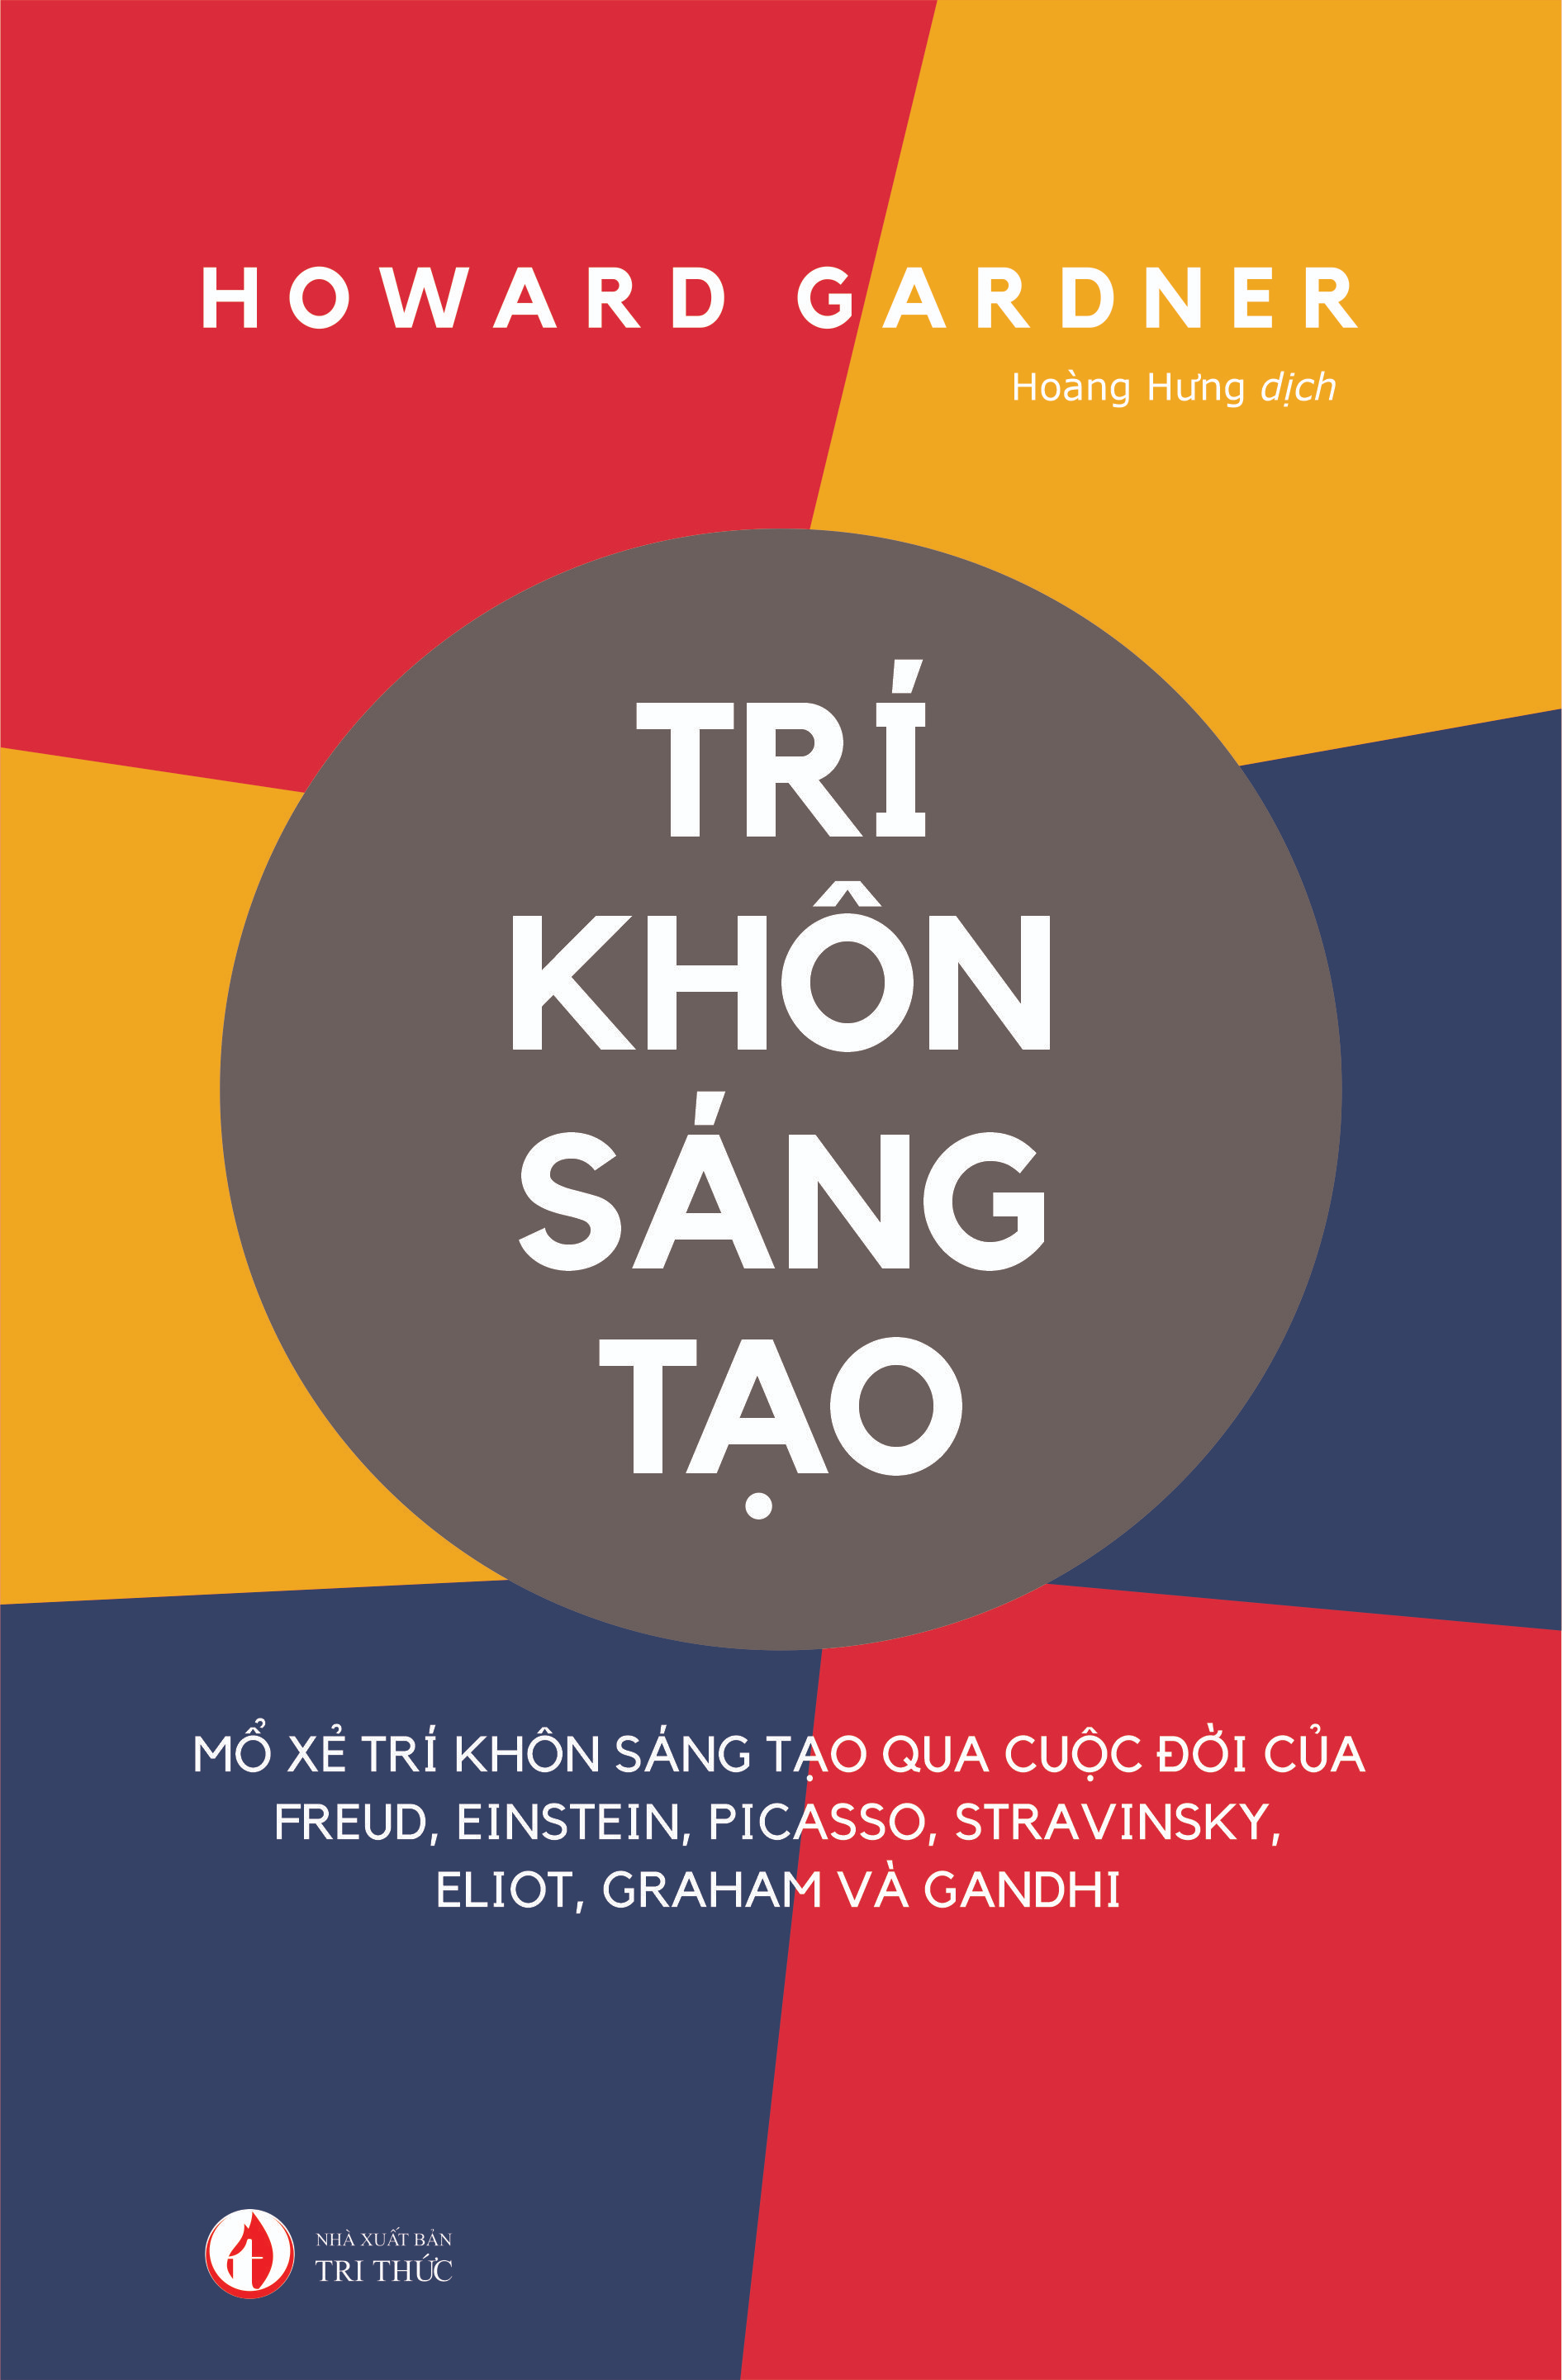 HOWARD GARDNER
Hoàng Hưng dịch
TRÍ
KHÔN
SÁNG
TẠO
MỔ XẺ TRÍ KHÔN SÁNG TẠO QUA CUỘC ĐỜI CỦA
FREUD, EINSTEIN, PICASSO, STRAVINSKY,
ELIOT, GRAHAM VÀ GANDHI
NHÀ XUẤT BẢN
TRI THỨC